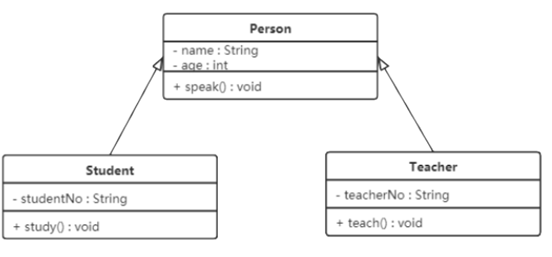 Person
- name : String
- age : int
+ speak() : void
Student
- studentNo : String
+ study() : void
Teacher
- teacherNo : String
+ teach() : void